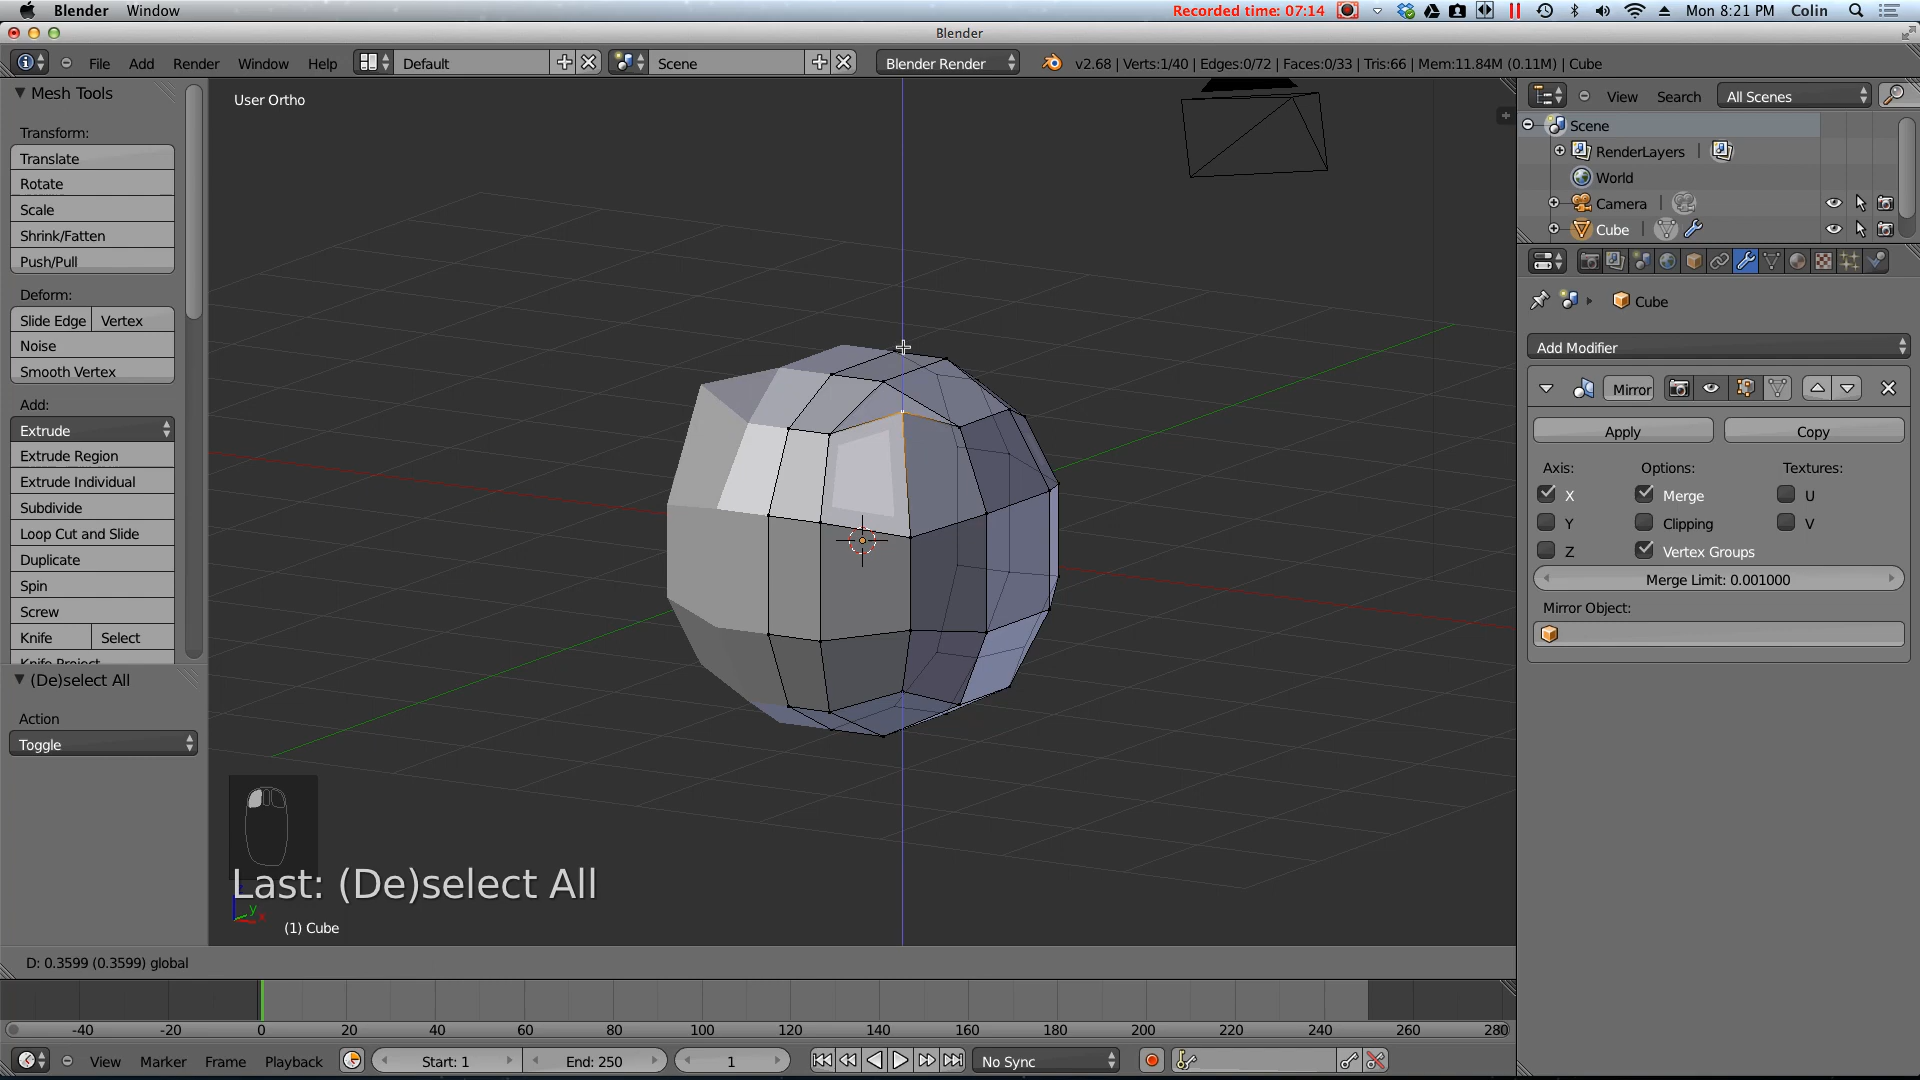 Blender Window Recorded time: 07:14 Mon 8:21 PM Colin
Blender
File Add Render Window Help Default Scene Blender Render v2.68 | Verts:1/40 | Edges:0/72 | Faces:0/33 | Tris:66 | Mem:11.84M (0.11M) | Cube
Mesh Tools
Transform:
Translate
Rotate
Scale
Shrink/Fatten
Push/Pull
Deform:
Slide Edge Vertex
Noise
Smooth Vertex
Add:
Extrude
Extrude Region
Extrude Individual
Subdivide
Loop Cut and Slide
Duplicate
Spin
Screw
Knife Select
Knife Project
(De)select All
Action
Toggle
User Ortho
Last: (De)select All
y
x
(1) Cube
D: 0.3599 (0.3599) global
View Search All Scenes
Scene
RenderLayers
World
Camera
Cube
Cube
Add Modifier
Mirror
Apply Copy
Axis: Options: Textures:
X Merge U
Y Clipping V
Z Vertex Groups
Merge Limit: 0.001000
Mirror Object:
-40 -20 0 20 40 60 80 100 120 140 160 180 200 220 240 260 280
View Marker Frame Playback Start: 1 End: 250 1 No Sync